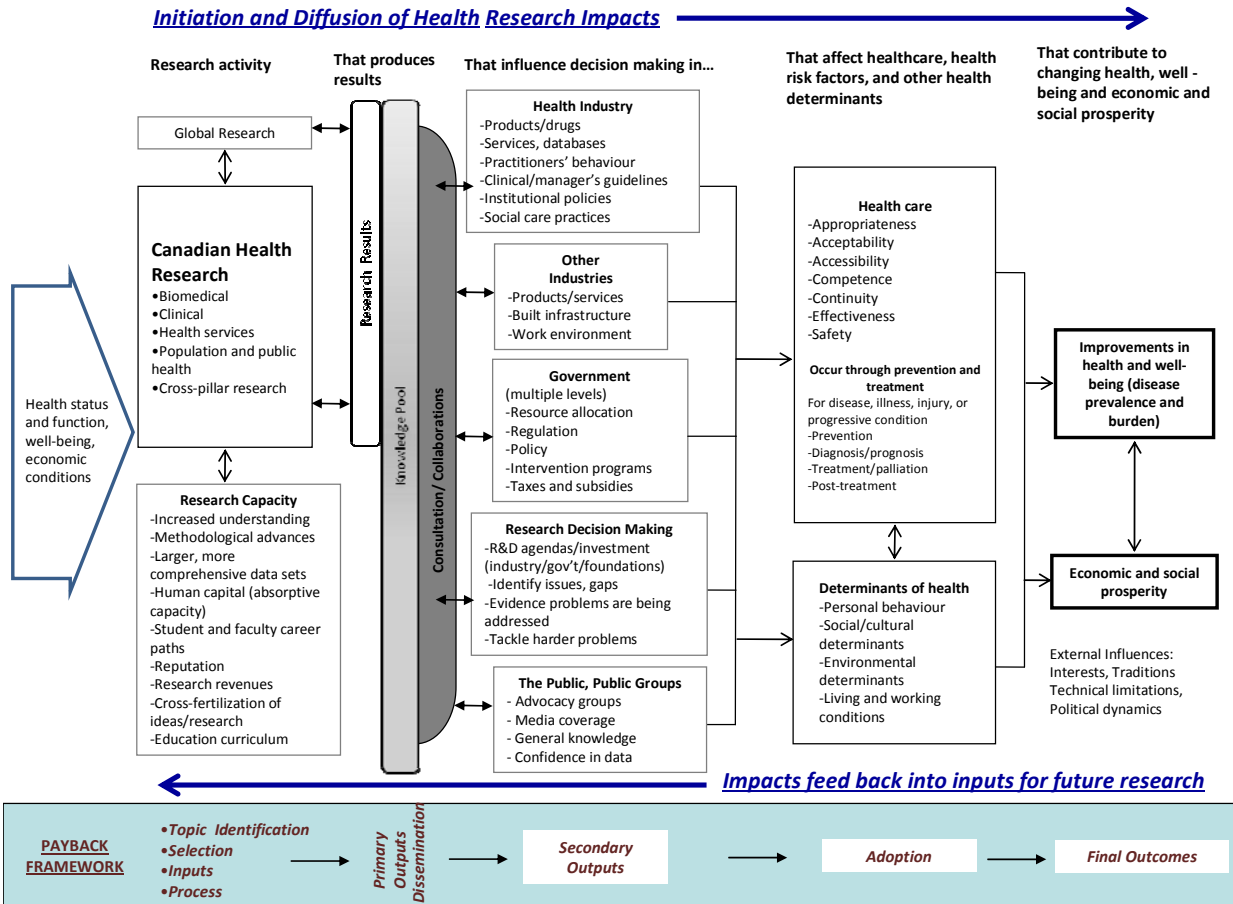 Initiation and Diffusion of Health Research Impacts
Research activity
That produces
results
That influence decision making in…
That affect healthcare, health
risk factors, and other health
determinants
That contribute to
changing health, well -
being and economic and
social prosperity
Global Research
Canadian Health
Research
•Biomedical
•Clinical
•Health services
•Population and public
health
•Cross-pillar research
Health status
and function,
well-being,
economic
conditions
Research Capacity
-Increased understanding
-Methodological advances
-Larger, more
comprehensive data sets
-Human capital (absorptive
capacity)
-Student and faculty career
paths
-Reputation
-Research revenues
-Cross-fertilization of
ideas/research
-Education curriculum
Research Results
Knowledge Pool
Consultation/ Collaborations
Health Industry
-Products/drugs
-Services, databases
-Practitioners’ behaviour
-Clinical/manager’s guidelines
-Institutional policies
-Social care practices
Other
Industries
-Products/services
-Built infrastructure
-Work environment
Government
(multiple levels)
-Resource allocation
-Regulation
-Policy
-Intervention programs
-Taxes and subsidies
Research Decision Making
-R&D agendas/investment
(industry/gov’t/foundations)
-Identify issues, gaps
-Evidence problems are being
addressed
-Tackle harder problems
The Public, Public Groups
- Advocacy groups
- Media coverage
- General knowledge
- Confidence in data
Health care
-Appropriateness
-Acceptability
-Accessibility
-Competence
-Continuity
-Effectiveness
-Safety
Occur through prevention and
treatment
For disease, illness, injury, or
progressive condition
-Prevention
-Diagnosis/prognosis
-Treatment/palliation
-Post-treatment
Determinants of health
-Personal behaviour
-Social/cultural
determinants
-Environmental
determinants
-Living and working
conditions
Improvements in
health and well-
being (disease
prevalence and
burden)
Economic and social
prosperity
External Influences:
Interests, Traditions
Technical limitations,
Political dynamics
Impacts feed back into inputs for future research
PAYBACK
FRAMEWORK
•Topic Identification
•Selection
•Inputs
•Process
Primary
Outputs
Dissemination
Secondary
Outputs
Adoption
Final Outcomes